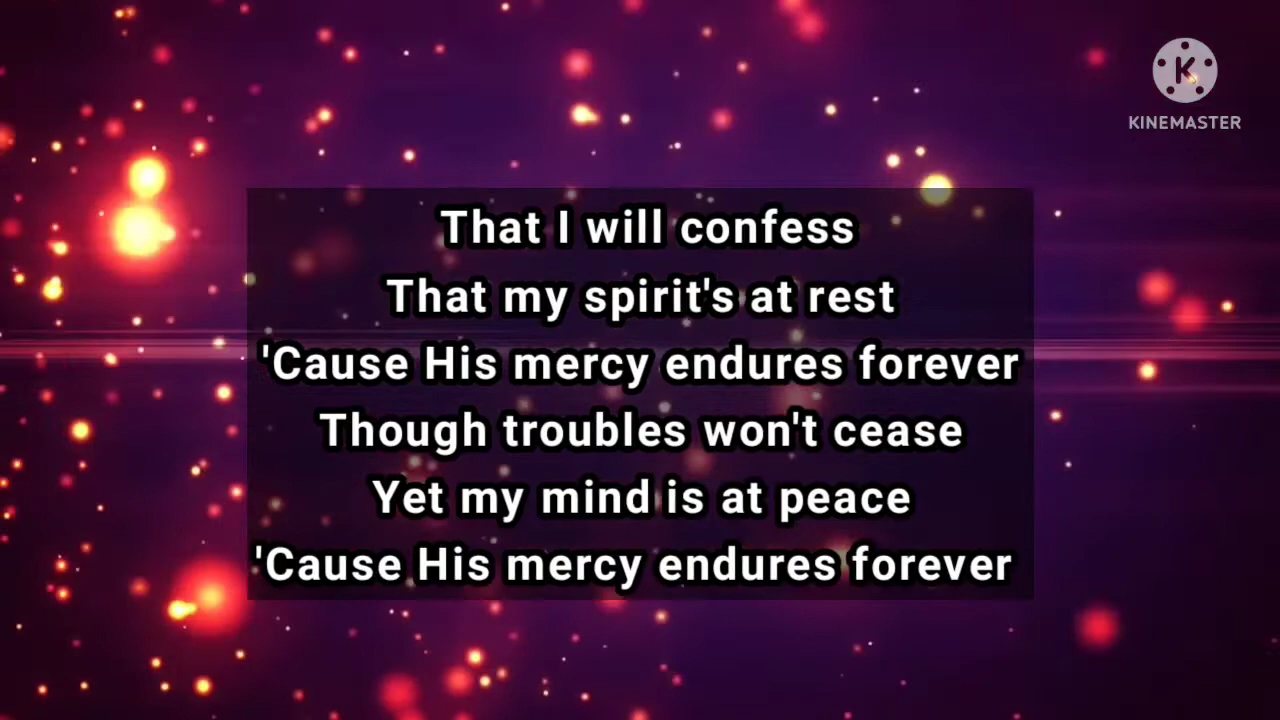 KINEMASTER
That I will confess
That my spirit's at rest
'Cause His mercy endures forever
Though troubles won't cease
Yet my mind is at peace
'Cause His mercy endures forever